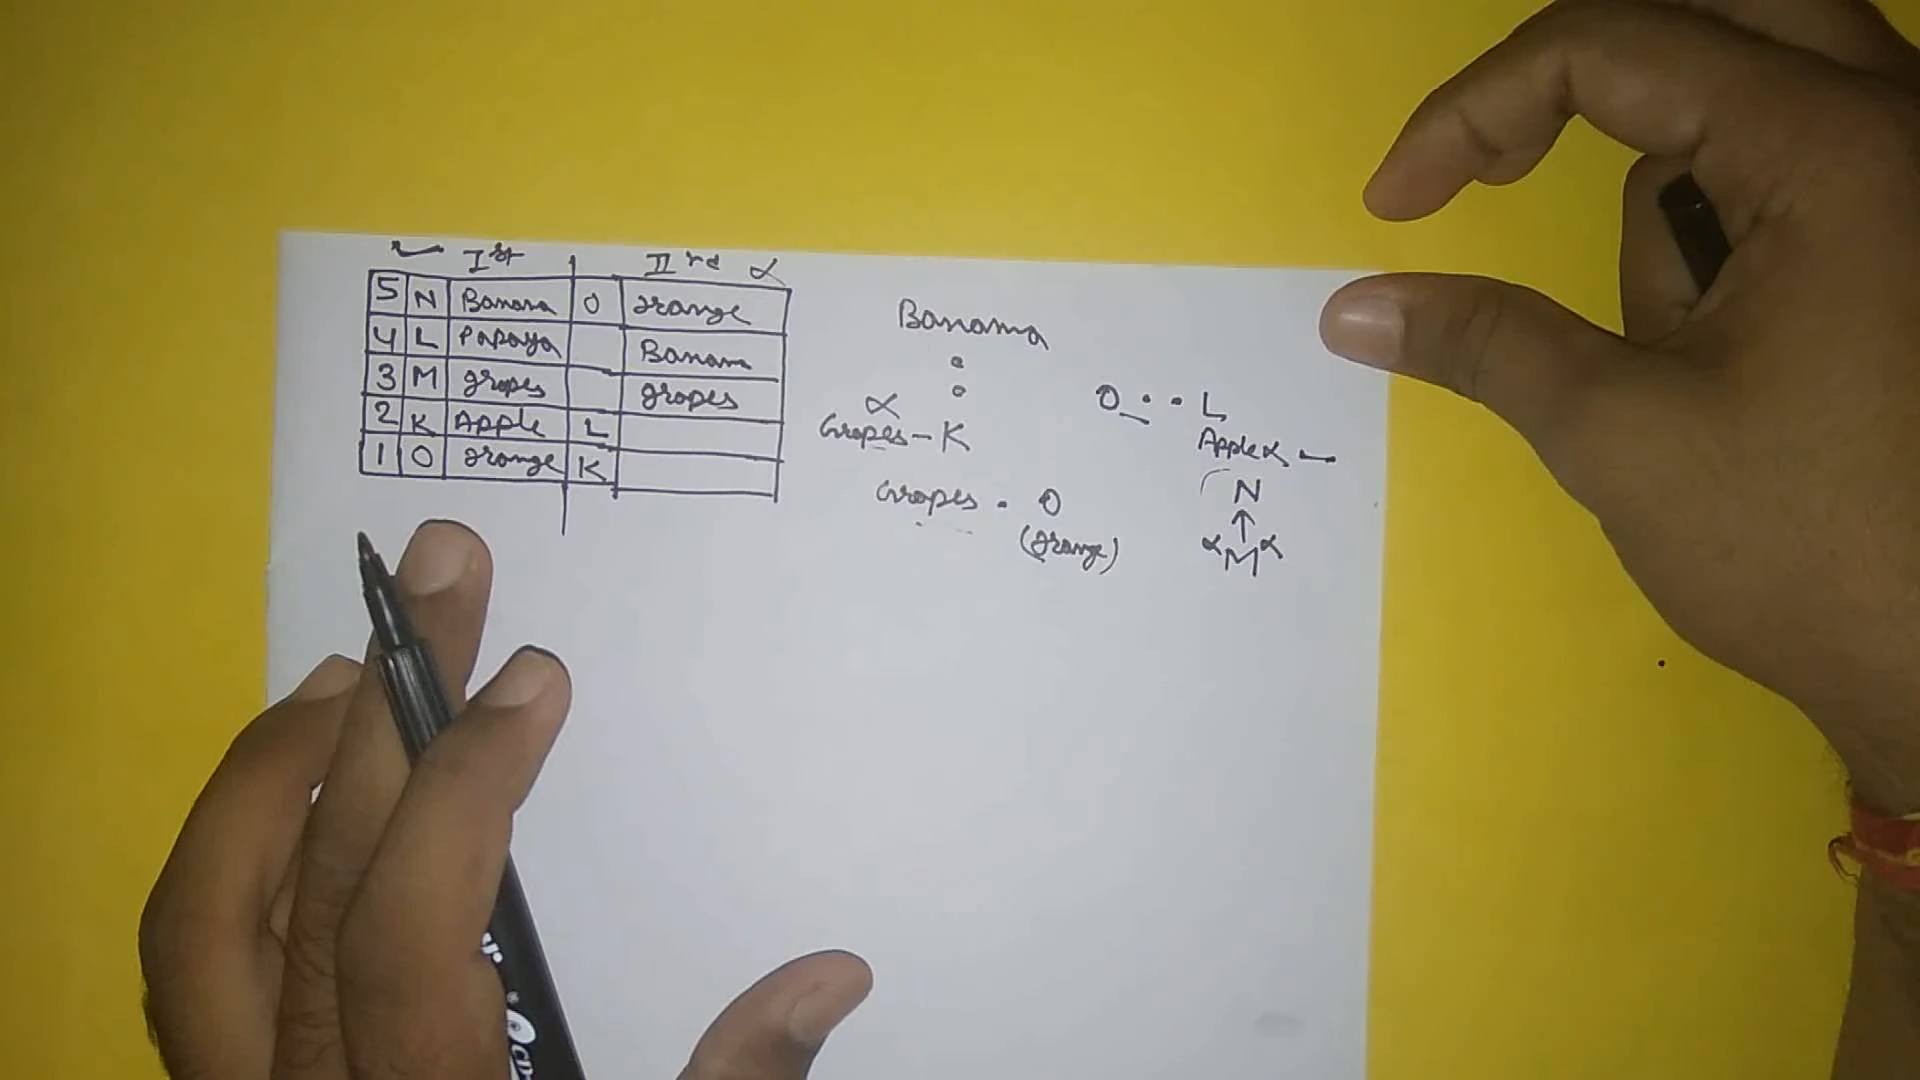 Ist IIrd α
5 N Banana O orange
4 L Papaya Banana
3 M grapes grapes
2 K Apple L
1 O orange K
Banana
α
Grapes - K
Grapes . O
(orange)
O . . L
Apple α
N
α M α